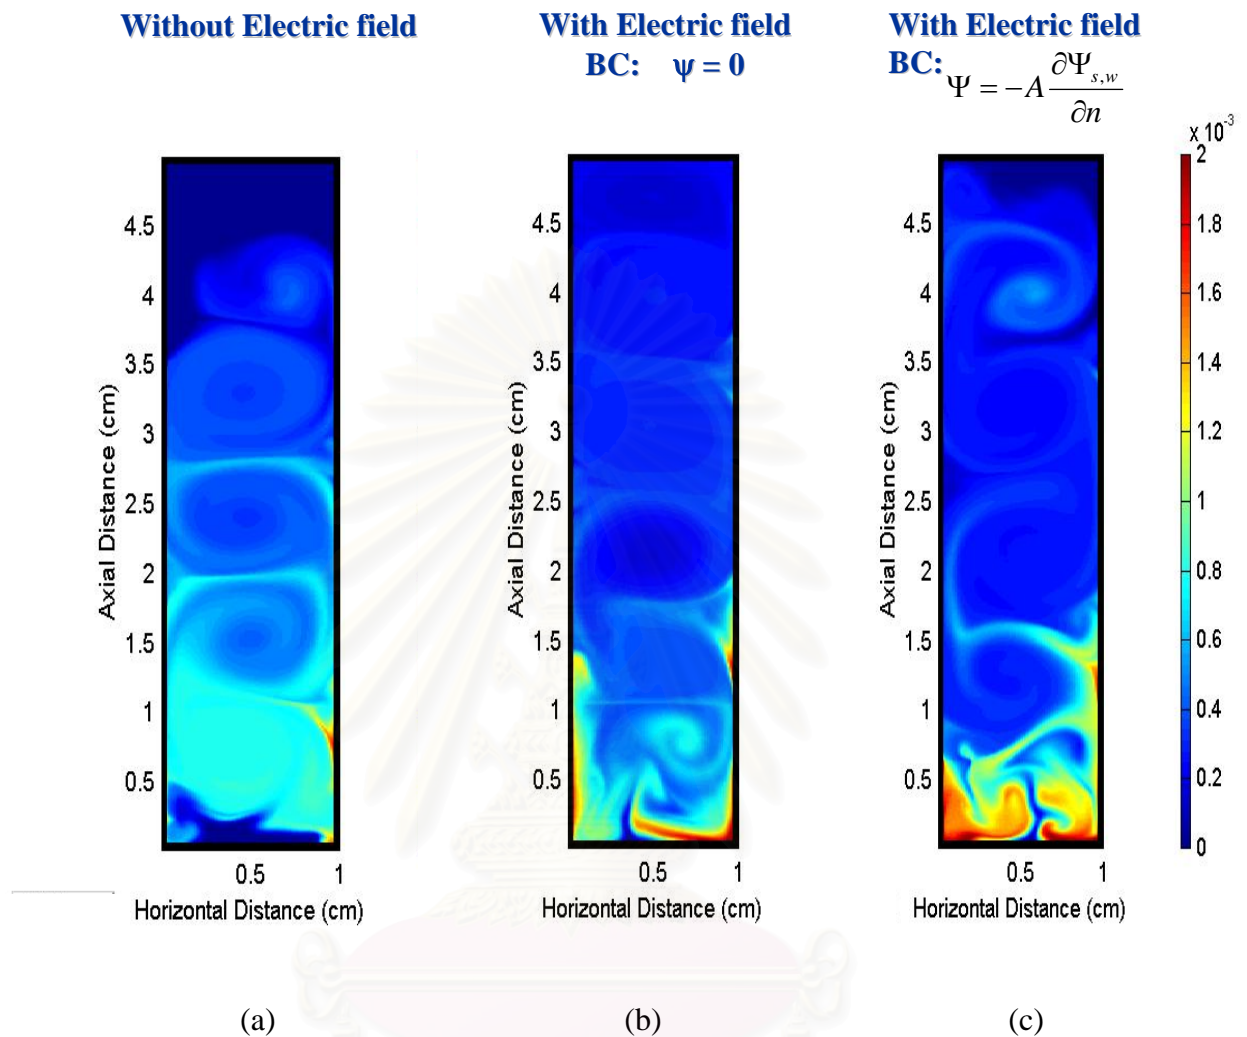 Without Electric field
With Electric field
BC: ψ = 0
With Electric field
BC: Ψ = −A ∂Ψs,w / ∂n
x 10-3
2
1.8
1.6
1.4
1.2
1
0.8
0.6
0.4
0.2
0
4.5
4
3.5
3
2.5
2
1.5
1
0.5
Axial Distance (cm)
0.5 1
Horizontal Distance (cm)
(a)
4.5
4
3.5
3
2.5
2
1.5
1
0.5
Axial Distance (cm)
0.5 1
Horizontal Distance (cm)
(b)
4.5
4
3.5
3
2.5
2
1.5
1
0.5
Axial Distance (cm)
0.5 1
Horizontal Distance (cm)
(c)